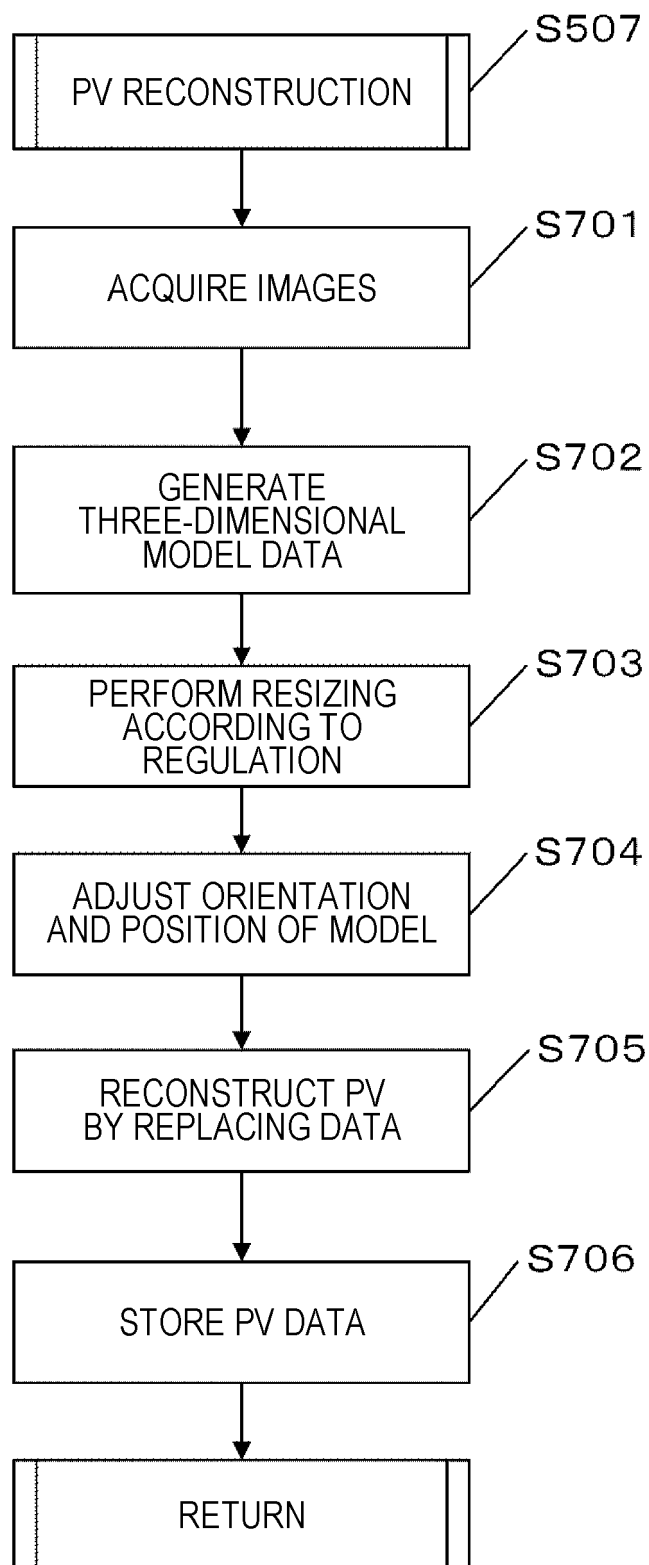 S507
PV RECONSTRUCTION
S701
ACQUIRE IMAGES
S702
GENERATE
THREE-DIMENSIONAL
MODEL DATA
S703
PERFORM RESIZING
ACCORDING TO
REGULATION
S704
ADJUST ORIENTATION
AND POSITION OF MODEL
S705
RECONSTRUCT PV
BY REPLACING DATA
S706
STORE PV DATA
RETURN